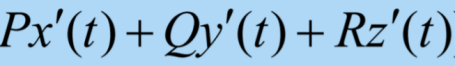 Px′(t) + Qy′(t) + Rz′(t)